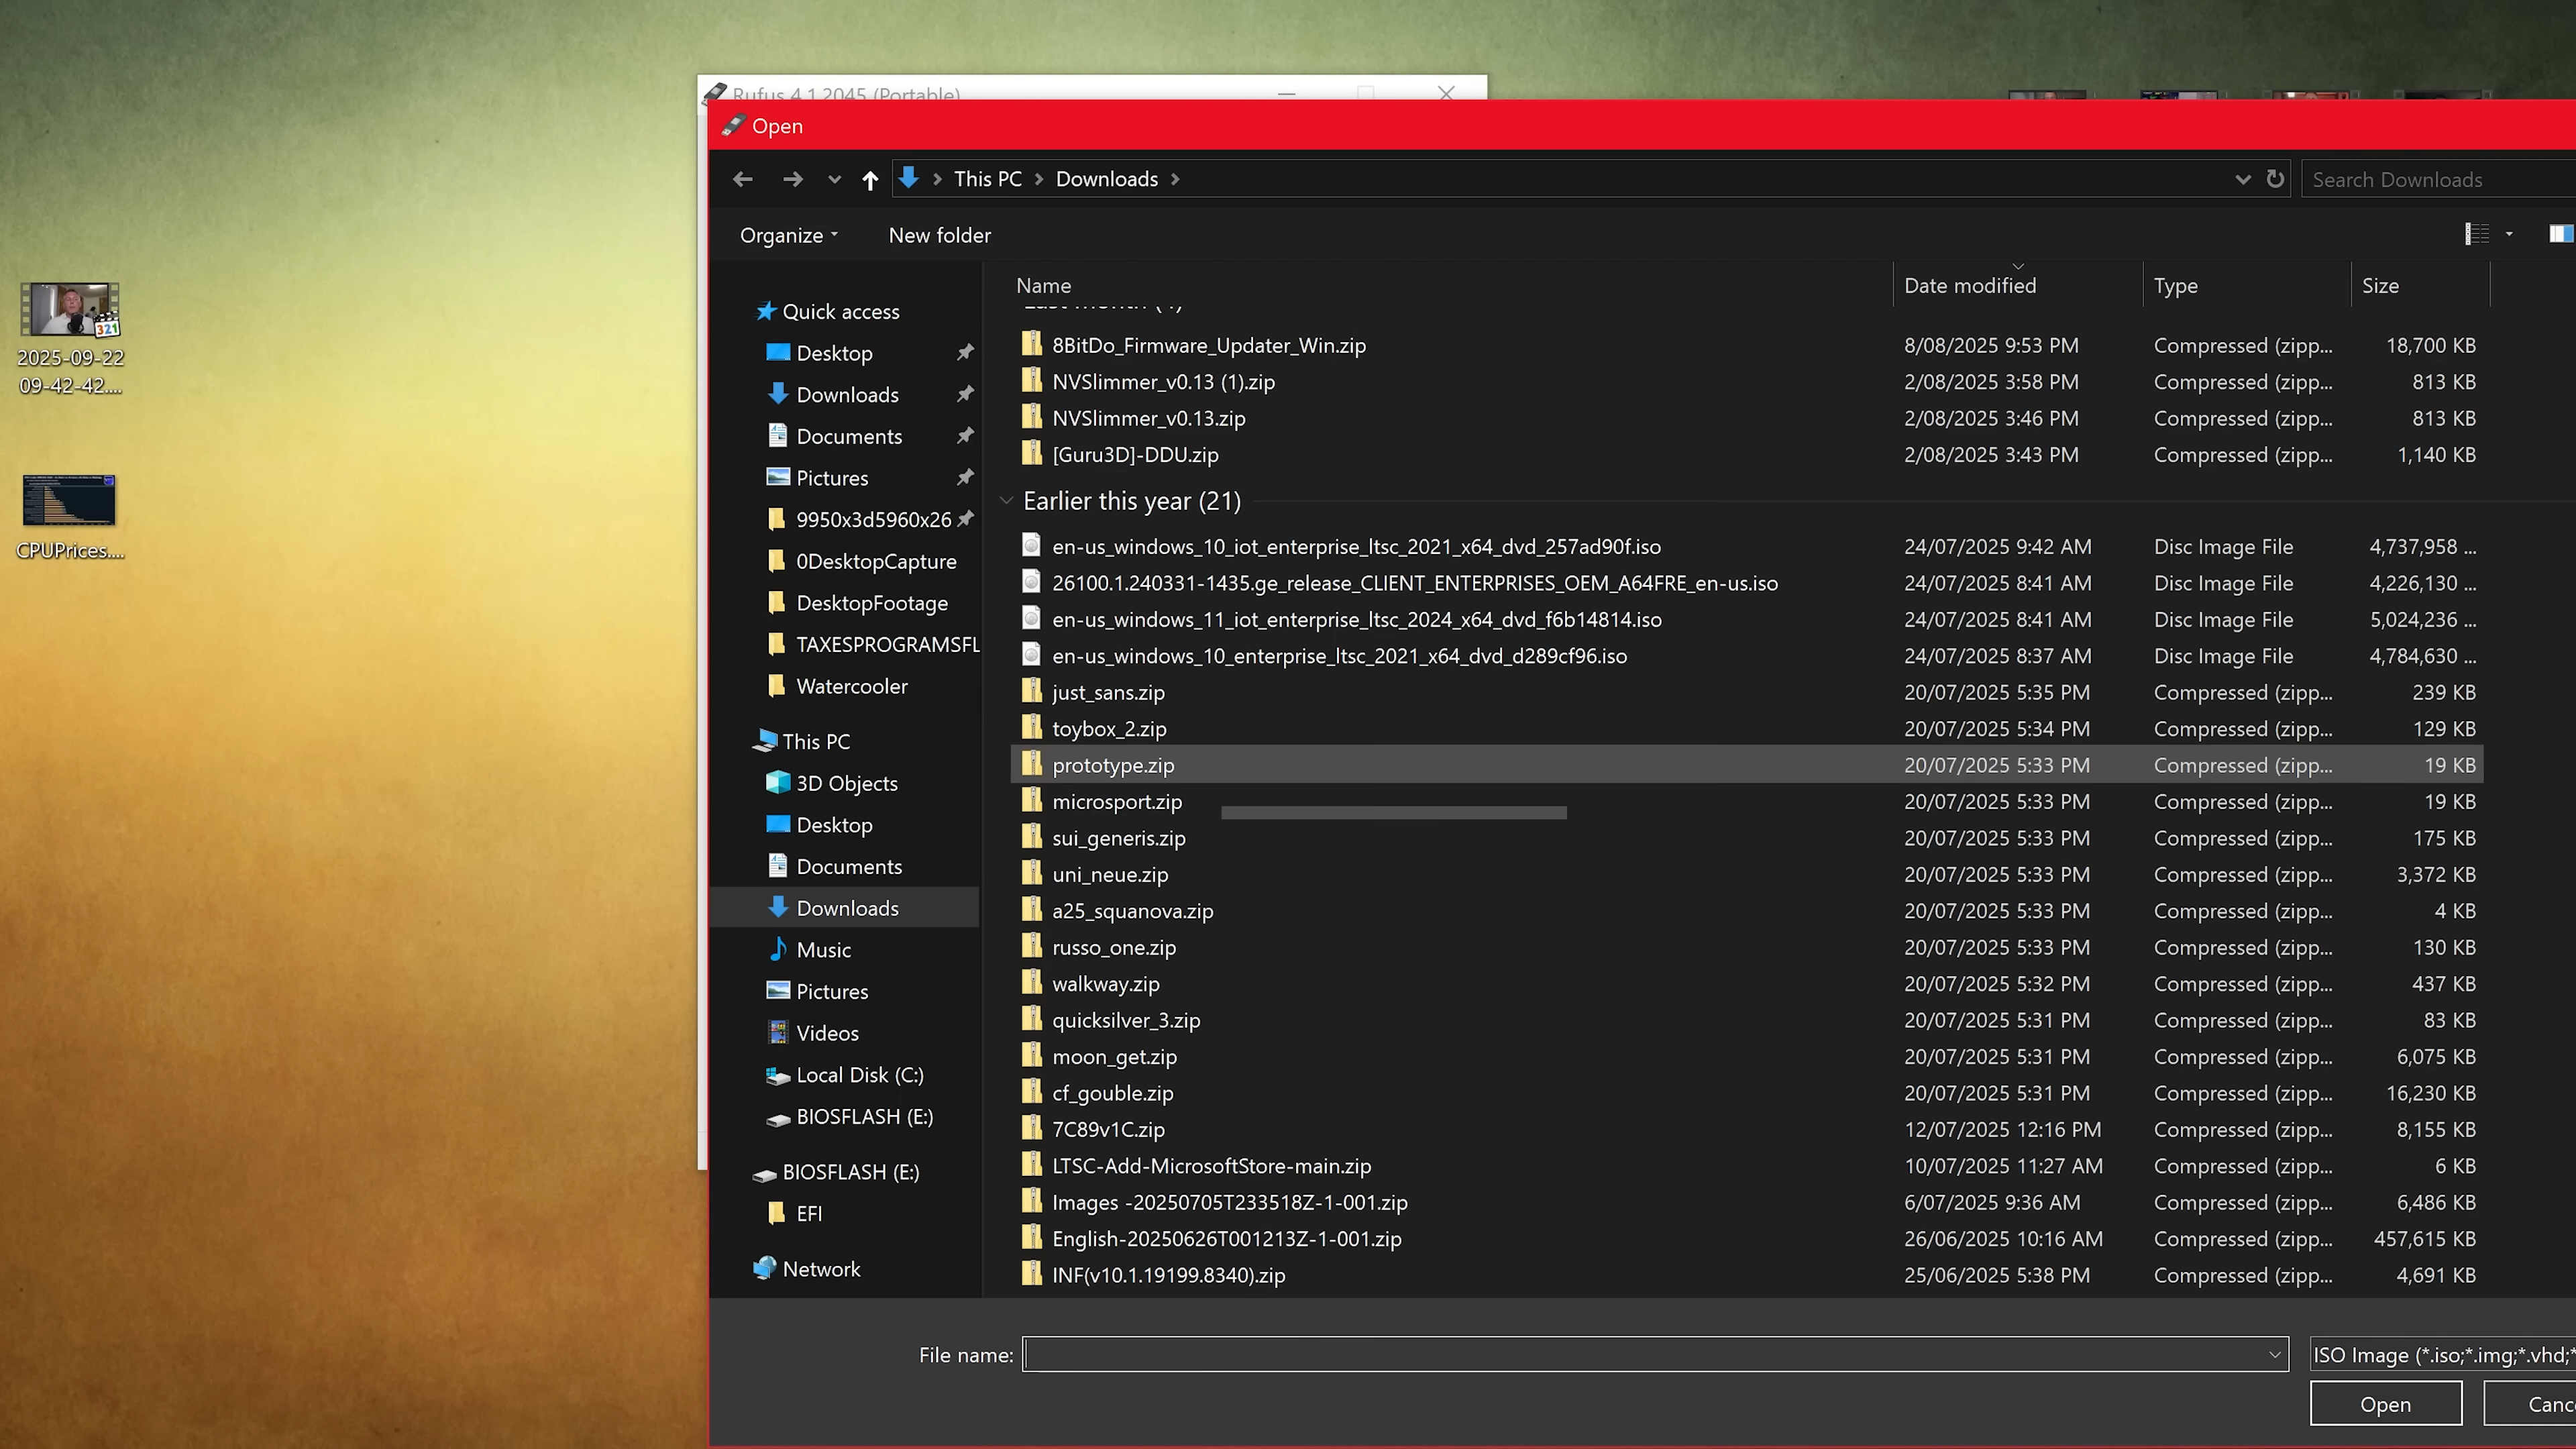 Rufus 4.1.2045 (Portable)
Open
This PC Downloads
Search Downloads
Organize
New folder
Name Date modified Type Size
Quick access
Desktop
Downloads
Documents
Pictures
9950x3d5960x26
0DesktopCapture
DesktopFootage
TAXESPROGRAMSFL
Watercooler
This PC
3D Objects
Desktop
Documents
Downloads
Music
Pictures
Videos
Local Disk (C:)
BIOSFLASH (E:)
BIOSFLASH (E:)
EFI
Network
Last month (4)
8BitDo_Firmware_Updater_Win.zip 8/08/2025 9:53 PM Compressed (zipp... 18,700 KB
NVSlimmer_v0.13 (1).zip 2/08/2025 3:58 PM Compressed (zipp... 813 KB
NVSlimmer_v0.13.zip 2/08/2025 3:46 PM Compressed (zipp... 813 KB
[Guru3D]-DDU.zip 2/08/2025 3:43 PM Compressed (zipp... 1,140 KB
Earlier this year (21)
en-us_windows_10_iot_enterprise_ltsc_2021_x64_dvd_257ad90f.iso 24/07/2025 9:42 AM Disc Image File 4,737,958 ...
26100.1.240331-1435.ge_release_CLIENT_ENTERPRISES_OEM_A64FRE_en-us.iso 24/07/2025 8:41 AM Disc Image File 4,226,130 ...
en-us_windows_11_iot_enterprise_ltsc_2024_x64_dvd_f6b14814.iso 24/07/2025 8:41 AM Disc Image File 5,024,236 ...
en-us_windows_10_enterprise_ltsc_2021_x64_dvd_d289cf96.iso 24/07/2025 8:37 AM Disc Image File 4,784,630 ...
just_sans.zip 20/07/2025 5:35 PM Compressed (zipp... 239 KB
toybox_2.zip 20/07/2025 5:34 PM Compressed (zipp... 129 KB
prototype.zip 20/07/2025 5:33 PM Compressed (zipp... 19 KB
microsport.zip 20/07/2025 5:33 PM Compressed (zipp... 19 KB
sui_generis.zip 20/07/2025 5:33 PM Compressed (zipp... 175 KB
uni_neue.zip 20/07/2025 5:33 PM Compressed (zipp... 3,372 KB
a25_squanova.zip 20/07/2025 5:33 PM Compressed (zipp... 4 KB
russo_one.zip 20/07/2025 5:33 PM Compressed (zipp... 130 KB
walkway.zip 20/07/2025 5:32 PM Compressed (zipp... 437 KB
quicksilver_3.zip 20/07/2025 5:31 PM Compressed (zipp... 83 KB
moon_get.zip 20/07/2025 5:31 PM Compressed (zipp... 6,075 KB
cf_gouble.zip 20/07/2025 5:31 PM Compressed (zipp... 16,230 KB
7C89v1C.zip 12/07/2025 12:16 PM Compressed (zipp... 8,155 KB
LTSC-Add-MicrosoftStore-main.zip 10/07/2025 11:27 AM Compressed (zipp... 6 KB
Images -20250705T233518Z-1-001.zip 6/07/2025 9:36 AM Compressed (zipp... 6,486 KB
English-20250626T001213Z-1-001.zip 26/06/2025 10:16 AM Compressed (zipp... 457,615 KB
INF(v10.1.19199.8340).zip 25/06/2025 5:38 PM Compressed (zipp... 4,691 KB
File name:
ISO Image (*.iso;*.img;*.vhd;*
Open
Canc
2025-09-22
09-42-42....
321
CPUPrices....